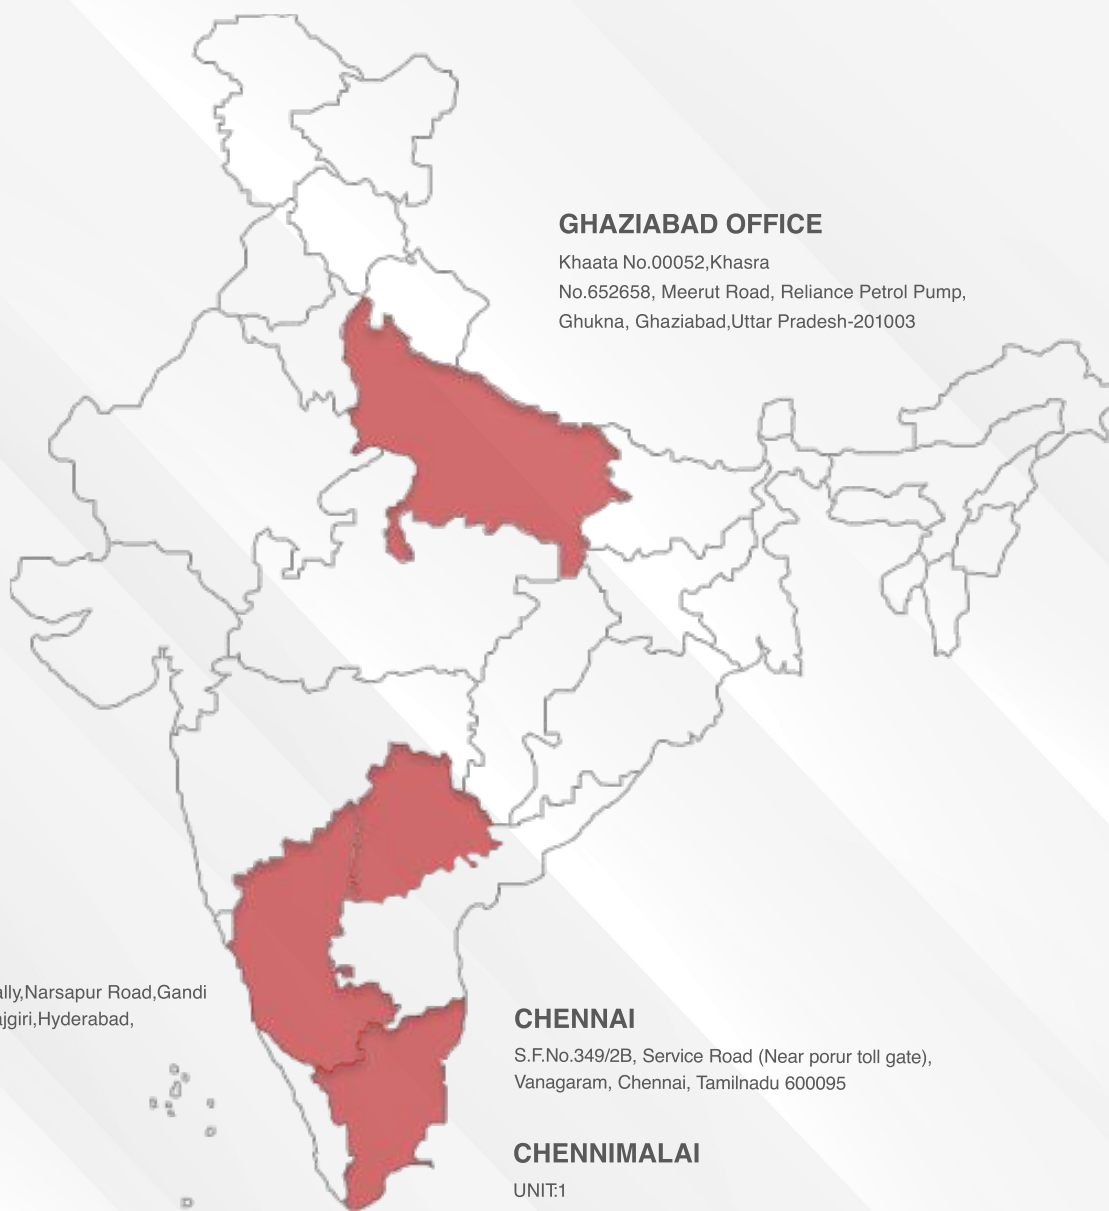 GHAZIABAD OFFICE
Khaata No.00052,Khasra
No.652658, Meerut Road, Reliance Petrol Pump,
Ghukna, Ghaziabad,Uttar Pradesh-201003
ally,Narsapur Road,Gandi
ajgiri,Hyderabad,
CHENNAI
S.F.No.349/2B, Service Road (Near porur toll gate),
Vanagaram, Chennai, Tamilnadu 600095
CHENNIMALAI
UNIT:1